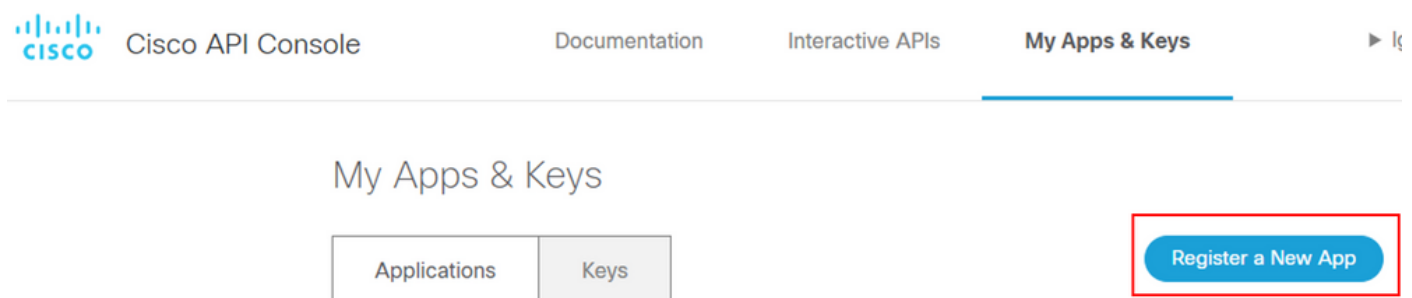 CISCO Cisco API Console Documentation Interactive APIs My Apps & Keys
My Apps & Keys
Applications Keys Register a New App